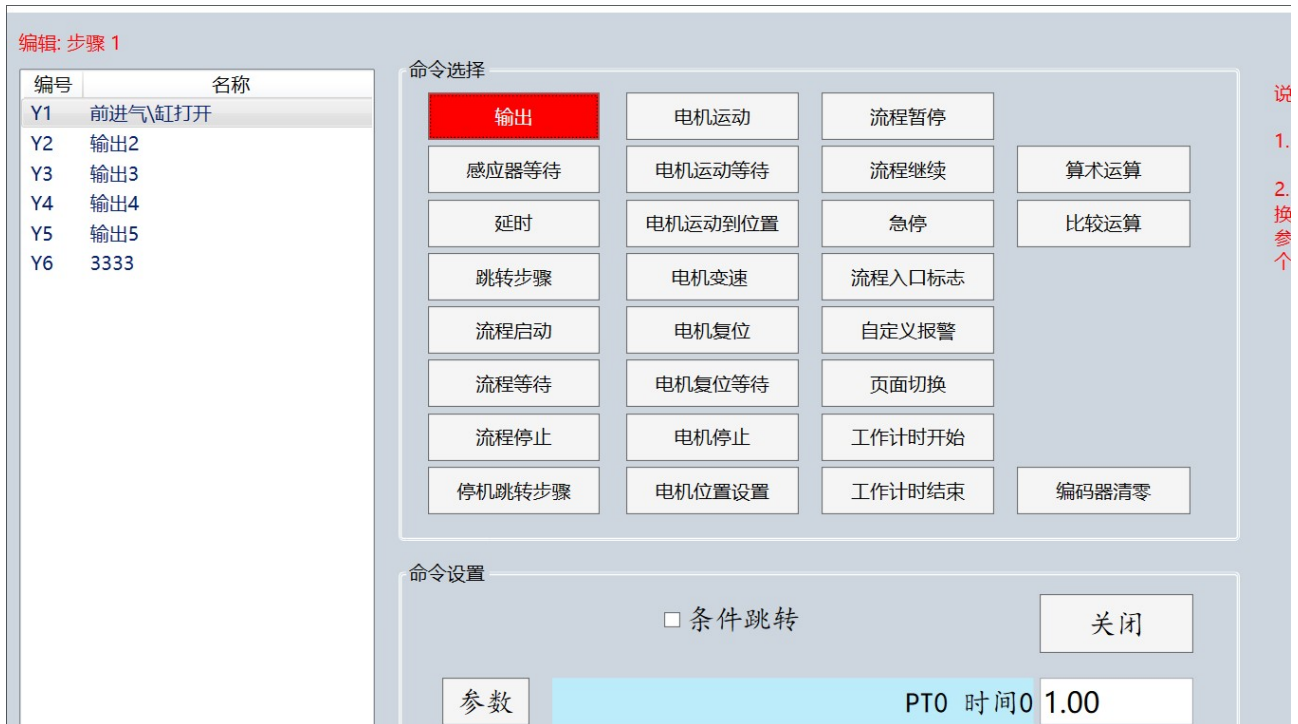 编辑: 步骤 1
编号 名称
Y1 前进气\缸打开
Y2 输出2
Y3 输出3
Y4 输出4
Y5 输出5
Y6 3333
命令选择
输出 电机运动 流程暂停
感应器等待 电机运动等待 流程继续 算术运算
延时 电机运动到位置 急停 比较运算
跳转步骤 电机变速 流程入口标志
流程启动 电机复位 自定义报警
流程等待 电机复位等待 页面切换
流程停止 电机停止 工作计时开始
停机跳转步骤 电机位置设置 工作计时结束 编码器清零
命令设置
条件跳转 关闭
参数 PT0 时间0 1.00
说
1.
2.
换
参
个